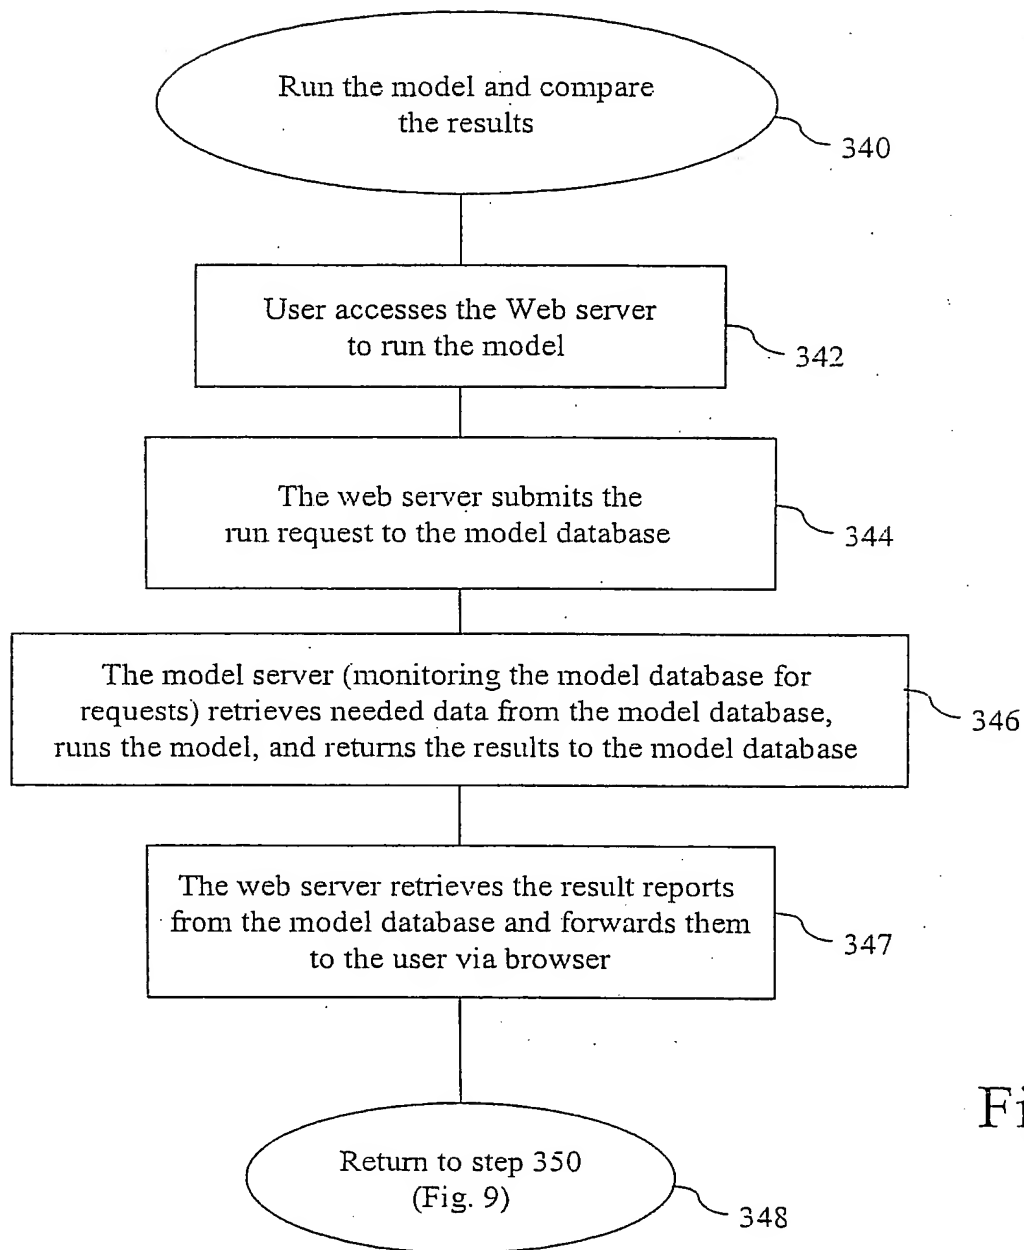 Run the model and compare
the results
340
User accesses the Web server
to run the model
342
The web server submits the
run request to the model database
344
The model server (monitoring the model database for
requests) retrieves needed data from the model database,
runs the model, and returns the results to the model database
346
The web server retrieves the result reports
from the model database and forwards them
to the user via browser
347
Return to step 350
(Fig. 9)
348